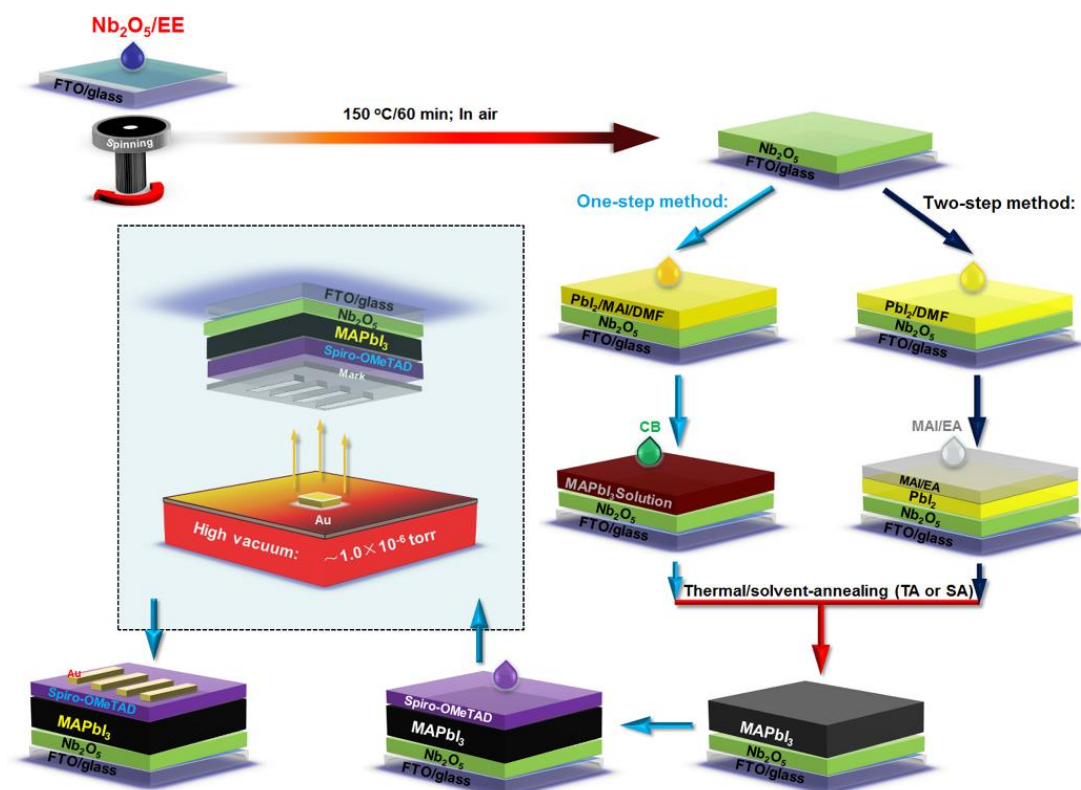 Nb₂O₅/EE
FTO/glass
Spinning
150 °C/60 min; In air
Nb₂O₅
FTO/glass
One-step method:
Two-step method:
PbI₂/MAI/DMF
Nb₂O₅
FTO/glass
PbI₂/DMF
Nb₂O₅
FTO/glass
CB
MAPbI₃Solution
Nb₂O₅
FTO/glass
MAI/EA
MAI/EA
PbI₂
Nb₂O₅
FTO/glass
Thermal/solvent-annealing (TA or SA)
MAPbI₃
Nb₂O₅
FTO/glass
Spiro-OMeTAD
MAPbI₃
Nb₂O₅
FTO/glass
FTO/glass
Nb₂O₅
MAPbI₃
Spiro-OMeTAD
Mark
Au
High vacuum: ~1.0×10⁻⁶ torr
Au
Spiro-OMeTAD
MAPbI₃
Nb₂O₅
FTO/glass